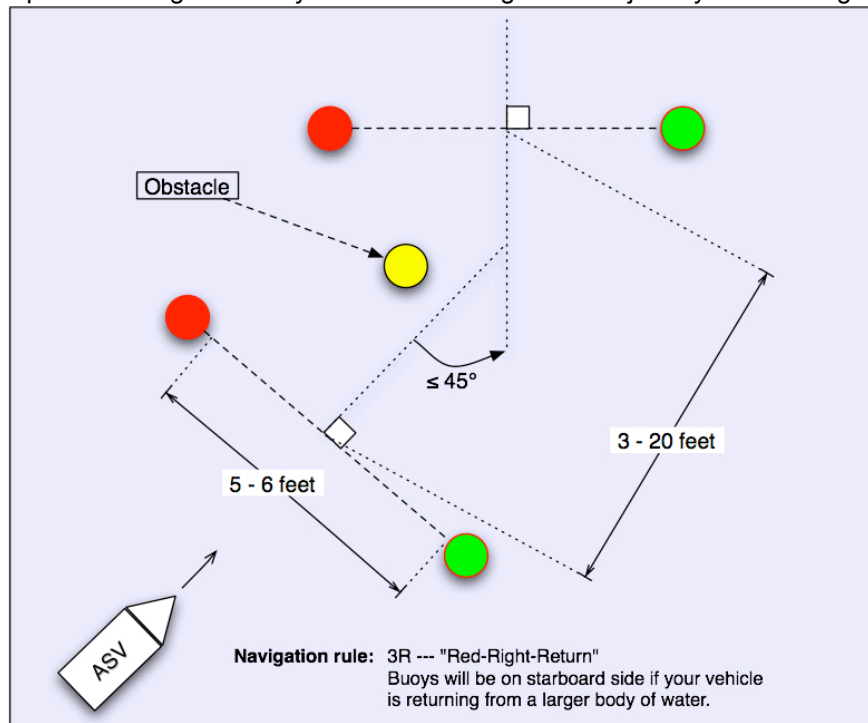 Obstacle
≤ 45°
3 - 20 feet
5 - 6 feet
ASV
Navigation rule: 3R --- "Red-Right-Return"
Buoys will be on starboard side if your vehicle
is returning from a larger body of water.